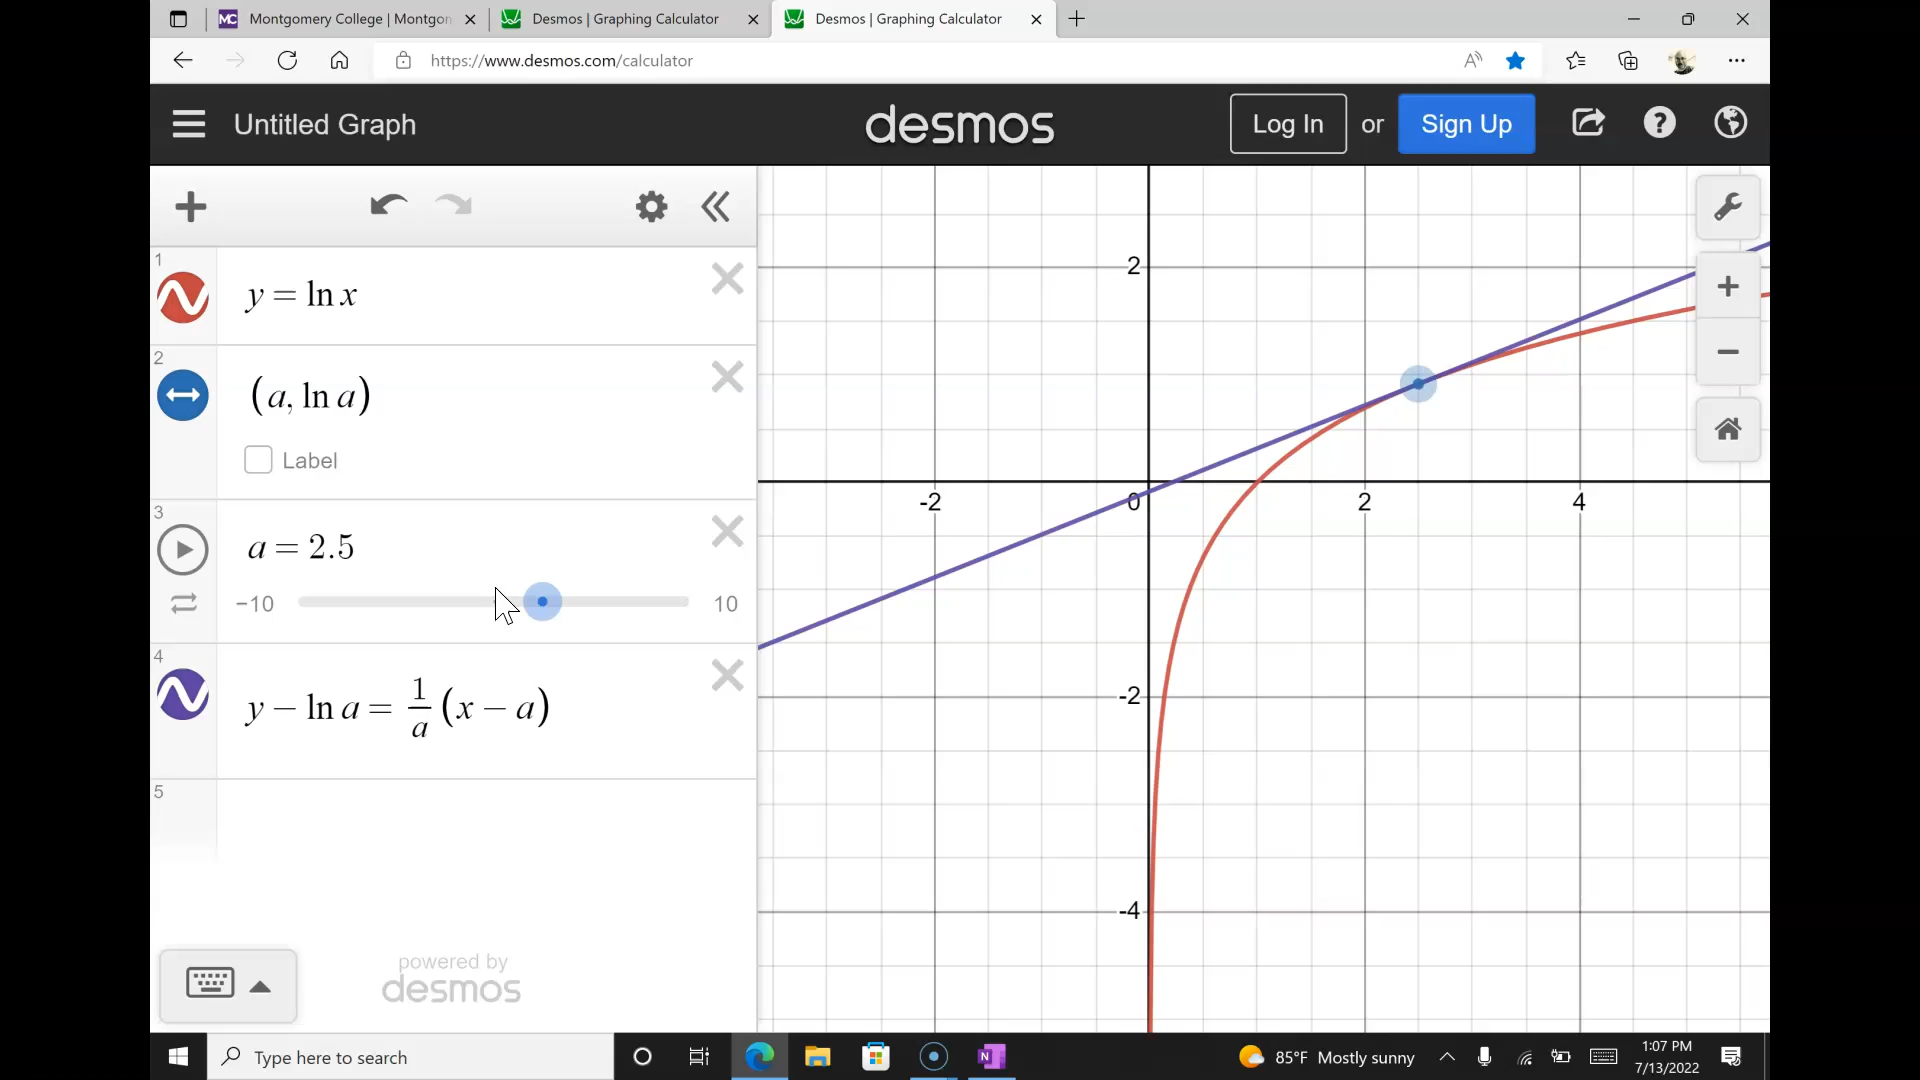 Montgomery College | Montgon
Desmos | Graphing Calculator
Desmos | Graphing Calculator
https://www.desmos.com/calculator
Untitled Graph
desmos
Log In or Sign Up
1
y = ln x
2
(a, ln a)
Label
3
a = 2.5
-10
10
4
y − ln a = 1/a (x − a)
5
powered by
desmos
2
-2
0
2
4
-2
-4
Type here to search
85°F Mostly sunny
1:07 PM
7/13/2022